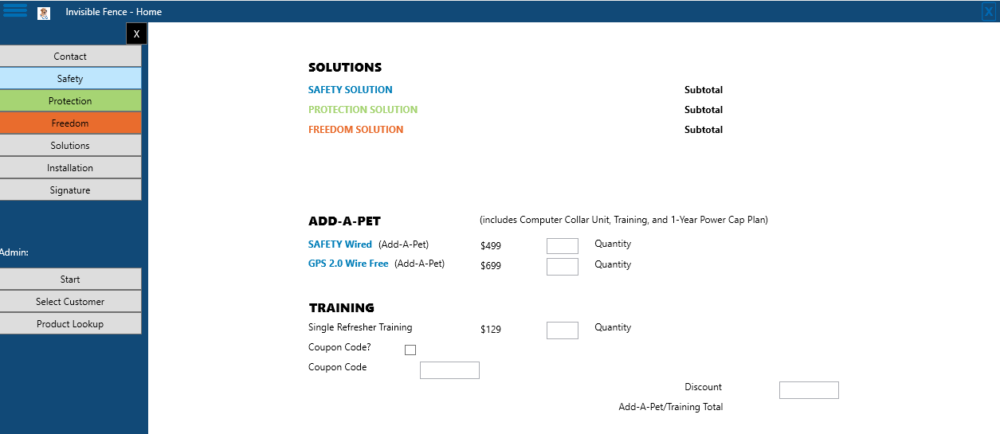 Invisible Fence - Home
X
X
Contact
Safety
Protection
Freedom
Solutions
Installation
Signature
Admin:
Start
Select Customer
Product Lookup
SOLUTIONS
SAFETY SOLUTION Subtotal
PROTECTION SOLUTION Subtotal
FREEDOM SOLUTION Subtotal
ADD-A-PET (includes Computer Collar Unit, Training, and 1-Year Power Cap Plan)
SAFETY Wired (Add-A-Pet) $499 Quantity
GPS 2.0 Wire Free (Add-A-Pet) $699 Quantity
TRAINING
Single Refresher Training $129 Quantity
Coupon Code?
Coupon Code
Discount
Add-A-Pet/Training Total